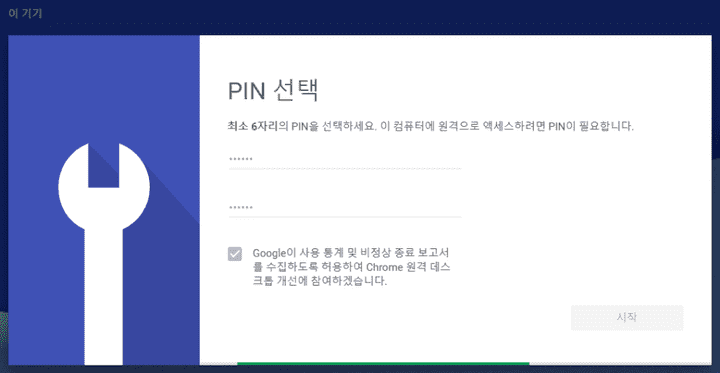 이 기기
PIN 선택
최소 6자리의 PIN을 선택하세요. 이 컴퓨터에 원격으로 액세스하려면 PIN이 필요합니다.
••••••
••••••
Google이 사용 통계 및 비정상 종료 보고서
를 수집하도록 허용하여 Chrome 원격 데스
크톱 개선에 참여하겠습니다.
시작